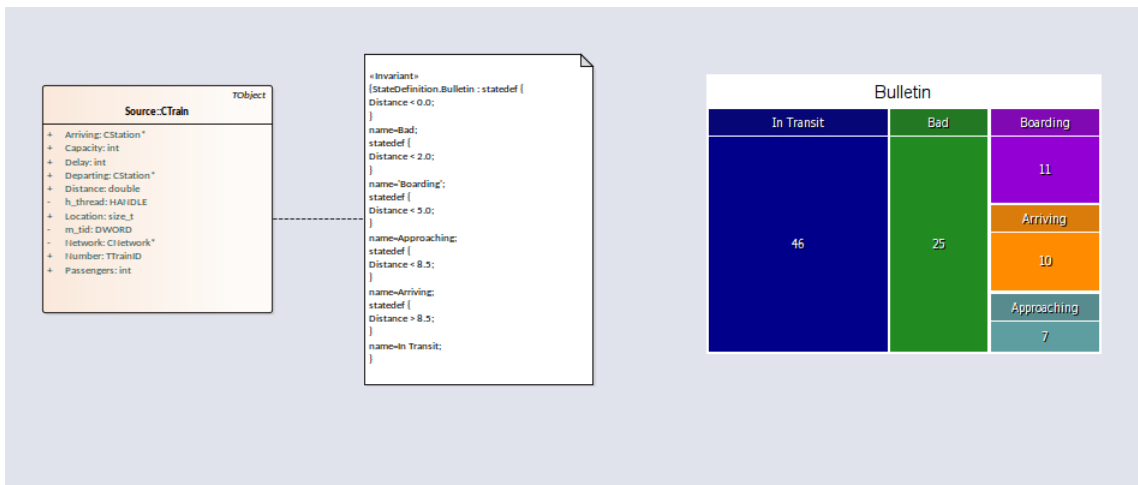 TObject
Source::CTrain
+ Arriving: CStation*
+ Capacity: int
+ Delay: int
+ Departing: CStation*
+ Distance: double
- h_thread: HANDLE
+ Location: size_t
- m_tid: DWORD
- Network: CNetwork*
+ Number: TTrainID
+ Passengers: int
«Invariant»
{StateDefinition.Bulletin : statedef {
Distance < 0.0;
}
name=Bad;
statedef {
Distance < 2.0;
}
name='Boarding';
statedef {
Distance < 5.0;
}
name=Approaching;
statedef {
Distance < 8.5;
}
name=Arriving;
statedef {
Distance > 8.5;
}
name=In Transit;
}
Bulletin
In Transit
46
Bad
25
Boarding
11
Arriving
10
Approaching
7